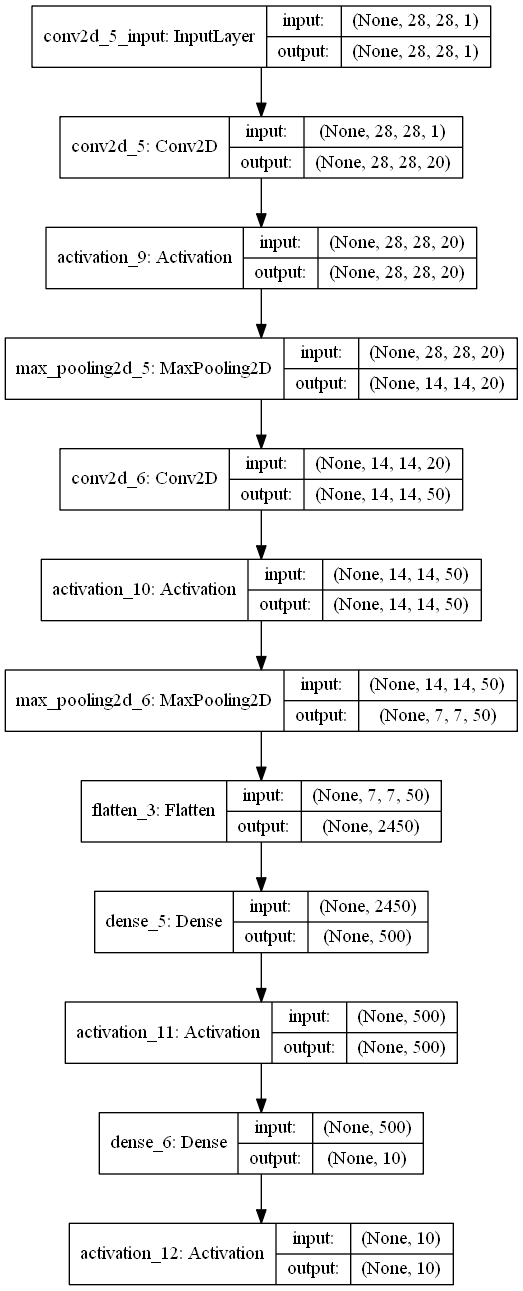 conv2d_5_input: InputLayer
input: (None, 28, 28, 1)
output: (None, 28, 28, 1)
conv2d_5: Conv2D
input: (None, 28, 28, 1)
output: (None, 28, 28, 20)
activation_9: Activation
input: (None, 28, 28, 20)
output: (None, 28, 28, 20)
max_pooling2d_5: MaxPooling2D
input: (None, 28, 28, 20)
output: (None, 14, 14, 20)
conv2d_6: Conv2D
input: (None, 14, 14, 20)
output: (None, 14, 14, 50)
activation_10: Activation
input: (None, 14, 14, 50)
output: (None, 14, 14, 50)
max_pooling2d_6: MaxPooling2D
input: (None, 14, 14, 50)
output: (None, 7, 7, 50)
flatten_3: Flatten
input: (None, 7, 7, 50)
output: (None, 2450)
dense_5: Dense
input: (None, 2450)
output: (None, 500)
activation_11: Activation
input: (None, 500)
output: (None, 500)
dense_6: Dense
input: (None, 500)
output: (None, 10)
activation_12: Activation
input: (None, 10)
output: (None, 10)